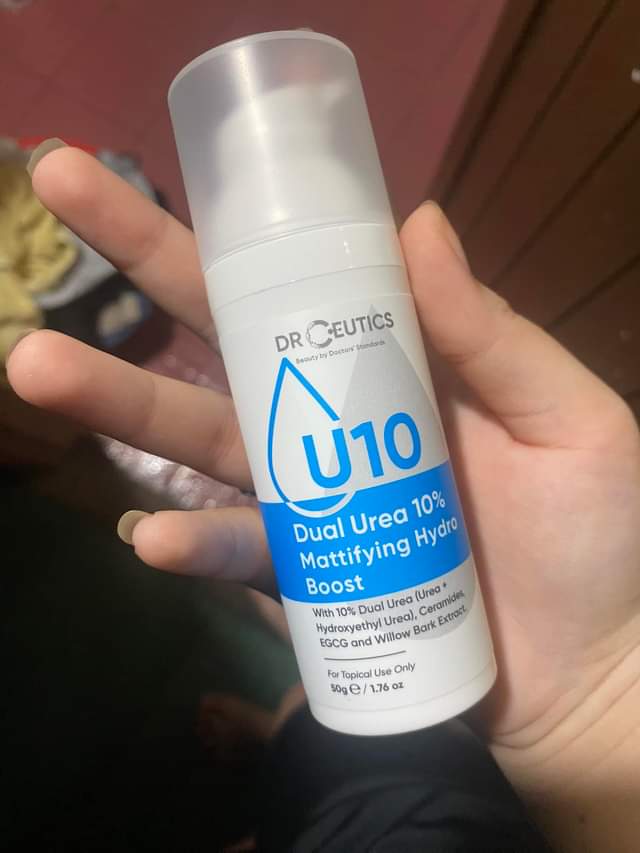 DR CEUTICS
Beauty by Doctors' Standards
U10
Dual Urea 10%
Mattifying Hydro
Boost
With 10% Dual Urea (Urea +
Hydroxyethyl Urea), Ceramides,
EGCG and Willow Bark Extract.
For Topical Use Only
50g ℮ / 1.76 oz